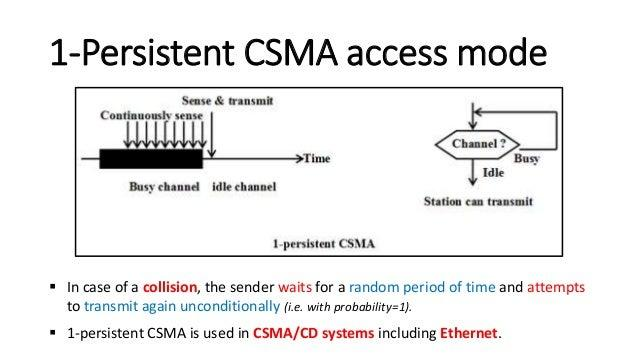 1-Persistent CSMA access mode
Sense & transmit
Continuously sense
Time
Busy channel idle channel
Channel ?
Busy
Idle
Station can transmit
1-persistent CSMA
▪ In case of a collision, the sender waits for a random period of time and attempts
to transmit again unconditionally (i.e. with probability=1).
▪ 1-persistent CSMA is used in CSMA/CD systems including Ethernet.